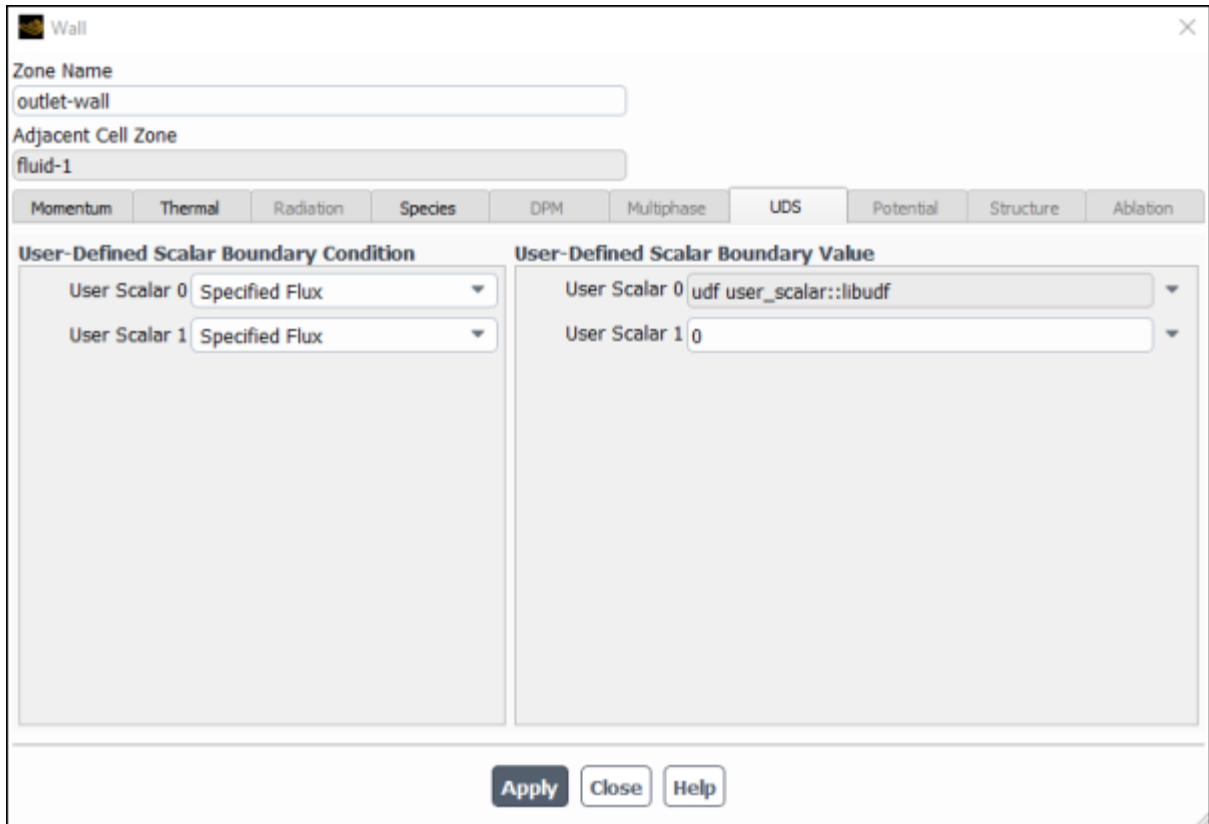 Wall
Zone Name
outlet-wall
Adjacent Cell Zone
fluid-1
Momentum Thermal Radiation Species DPM Multiphase UDS Potential Structure Ablation
User-Defined Scalar Boundary Condition
User Scalar 0 Specified Flux
User Scalar 1 Specified Flux
User-Defined Scalar Boundary Value
User Scalar 0 udf user_scalar::libudf
User Scalar 1 0
Apply Close Help